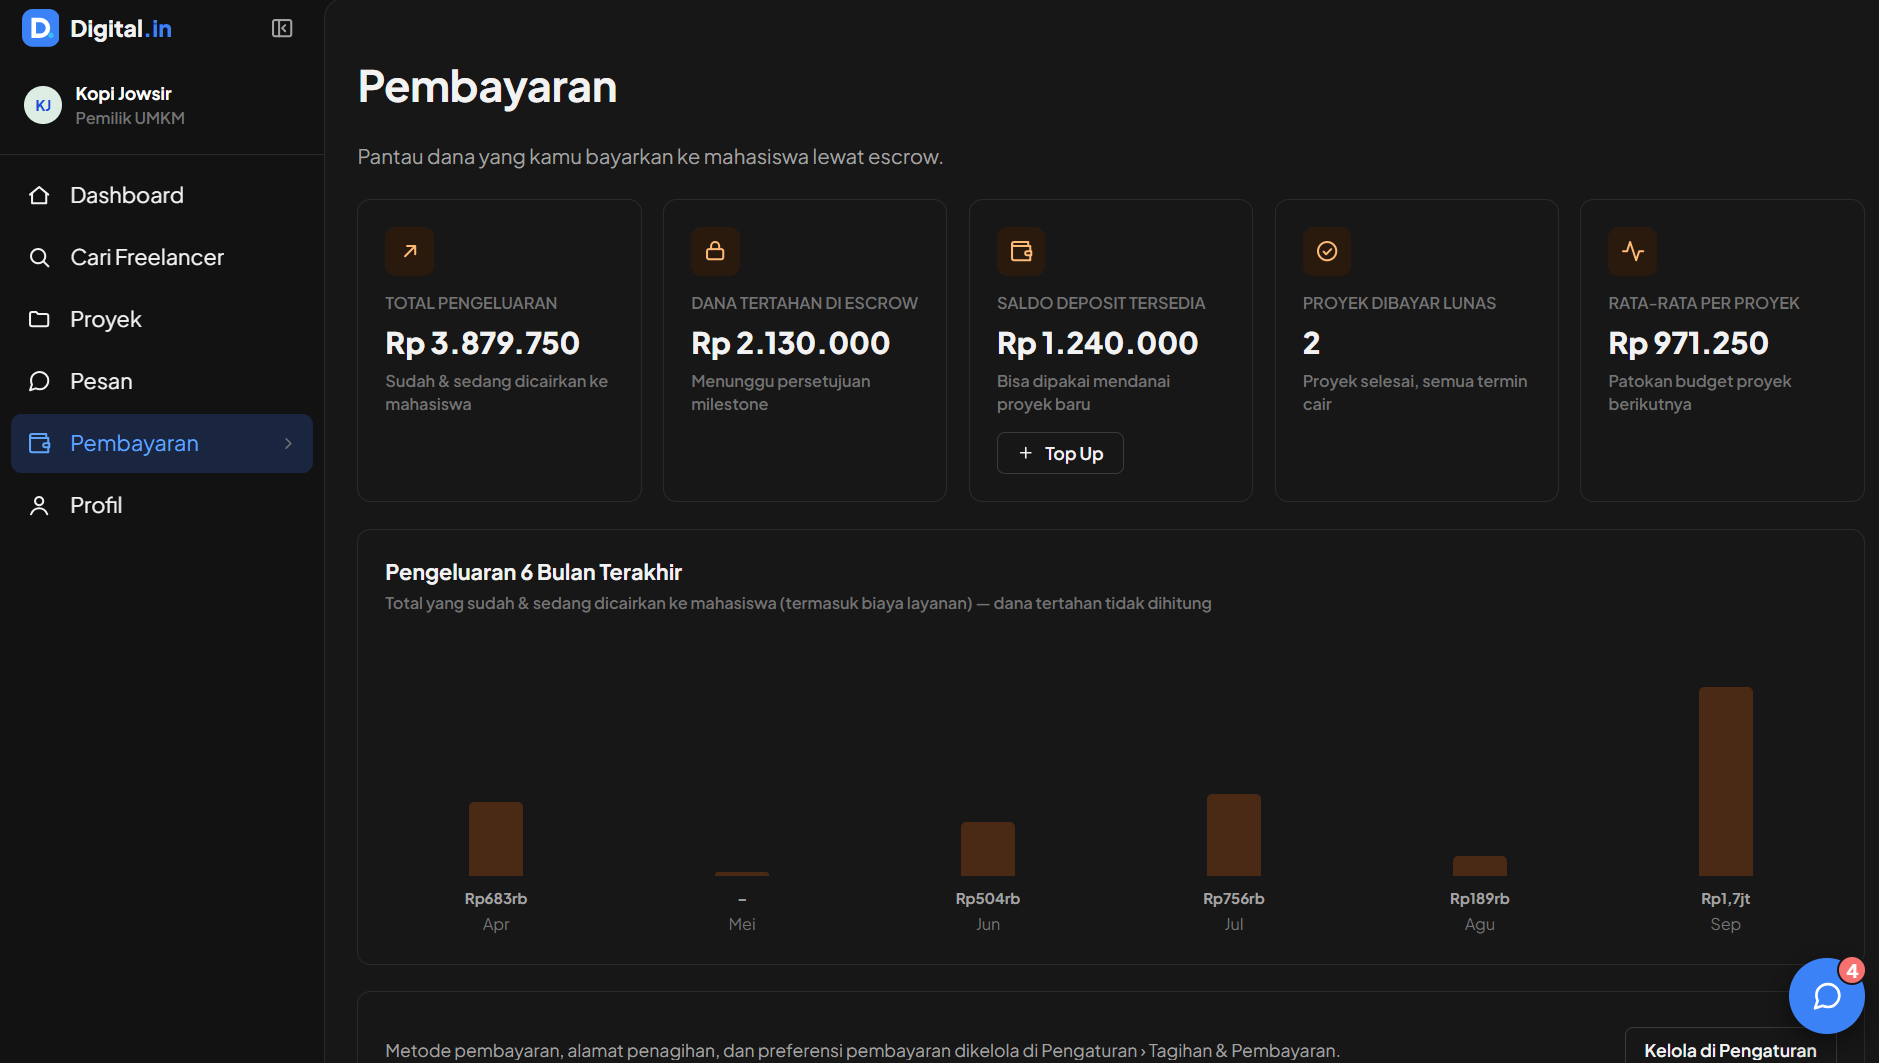 D. Digital.in
KJ
Kopi Jowsir
Pemilik UMKM
Dashboard
Cari Freelancer
Proyek
Pesan
Pembayaran
Profil
Pembayaran
Pantau dana yang kamu bayarkan ke mahasiswa lewat escrow.
TOTAL PENGELUARAN
Rp 3.879.750
Sudah & sedang dicairkan ke
mahasiswa
DANA TERTAHAN DI ESCROW
Rp 2.130.000
Menunggu persetujuan
milestone
SALDO DEPOSIT TERSEDIA
Rp 1.240.000
Bisa dipakai mendanai
proyek baru
+ Top Up
PROYEK DIBAYAR LUNAS
2
Proyek selesai, semua termin
cair
RATA-RATA PER PROYEK
Rp 971.250
Patokan budget proyek
berikutnya
Pengeluaran 6 Bulan Terakhir
Total yang sudah & sedang dicairkan ke mahasiswa (termasuk biaya layanan) — dana tertahan tidak dihitung
Rp683rb
Apr
–
Mei
Rp504rb
Jun
Rp756rb
Jul
Rp189rb
Agu
Rp1,7jt
Sep
4
Metode pembayaran, alamat penagihan, dan preferensi pembayaran dikelola di Pengaturan › Tagihan & Pembayaran.
Kelola di Pengaturan